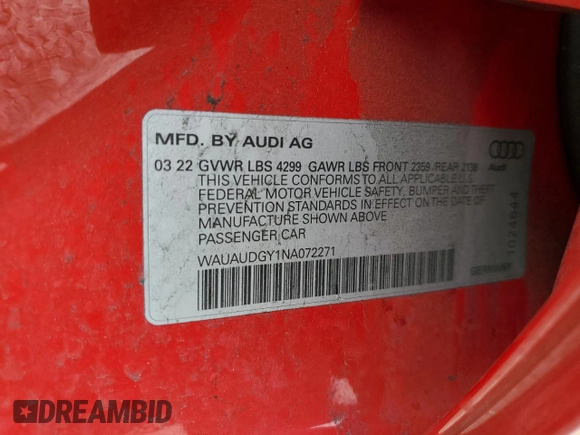 MFD. BY AUDI AG
03 22 GVWR LBS 4299 GAWR LBS FRONT 2359 /REAR 2138
THIS VEHICLE CONFORMS TO ALL APPLICABLE U.S.
FEDERAL MOTOR VEHICLE SAFETY, BUMPER AND THEFT
PREVENTION STANDARDS IN EFFECT ON THE DATE OF
MANUFACTURE SHOWN ABOVE
PASSENGER CAR
WAUAUDGY1NA072271
Audi
GERMANY
1024644
DREAMBID